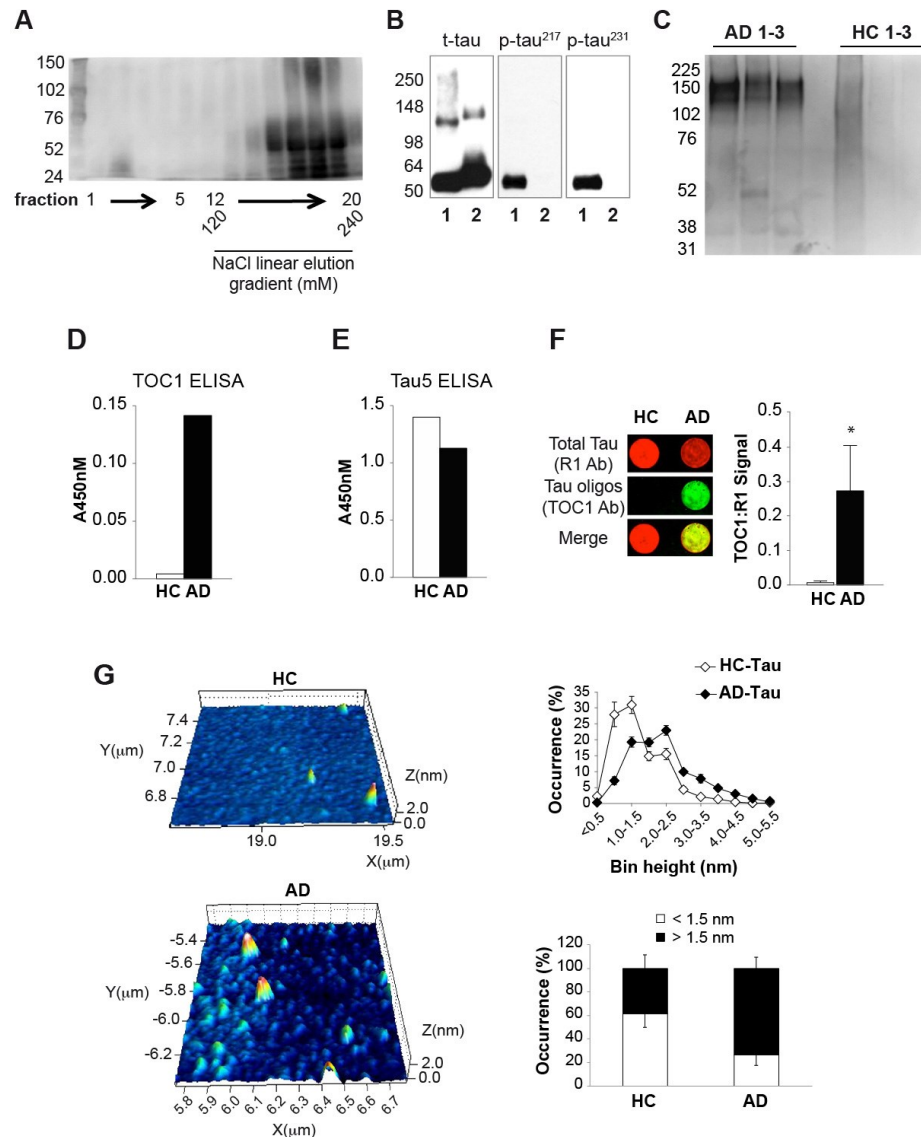 A
150
102
76
52
24
fraction 1 5 12 20
120 240
NaCl linear elution
gradient (mM)
B
t-tau p-tau²¹⁷ p-tau²³¹
250
148
98
64
50
1 2 1 2 1 2
C
AD 1-3 HC 1-3
225
150
102
76
52
38
31
D
TOC1 ELISA
A450nM
0.15
0.10
0.05
0.00
HC AD
E
Tau5 ELISA
A450nM
1.5
1.0
0.5
0.0
HC AD
F
HC AD
Total Tau
(R1 Ab)
Tau oligos
(TOC1 Ab)
Merge
TOC1:R1 Signal
0.5
0.4
0.3
0.2
0.1
0.0
*
HC AD
G
HC
7.4
7.2
7.0
6.8
Y(μm)
Z(nm)
2.0
0.0
19.0 19.5
X(μm)
HC-Tau
AD-Tau
Occurrence (%)
35
30
25
20
15
10
5
0
<0.5 1.0-1.5 2.0-2.5 3.0-3.5 4.0-4.5 5.0-5.5
Bin height (nm)
AD
-5.4
-5.6
-5.8
-6.0
-6.2
Y(μm)
Z(nm)
2.0
0.0
5.8 5.9 6.0 6.1 6.2 6.3 6.4 6.5 6.6 6.7
X(μm)
< 1.5 nm
> 1.5 nm
Occurrence (%)
120
100
80
60
40
20
0
HC AD